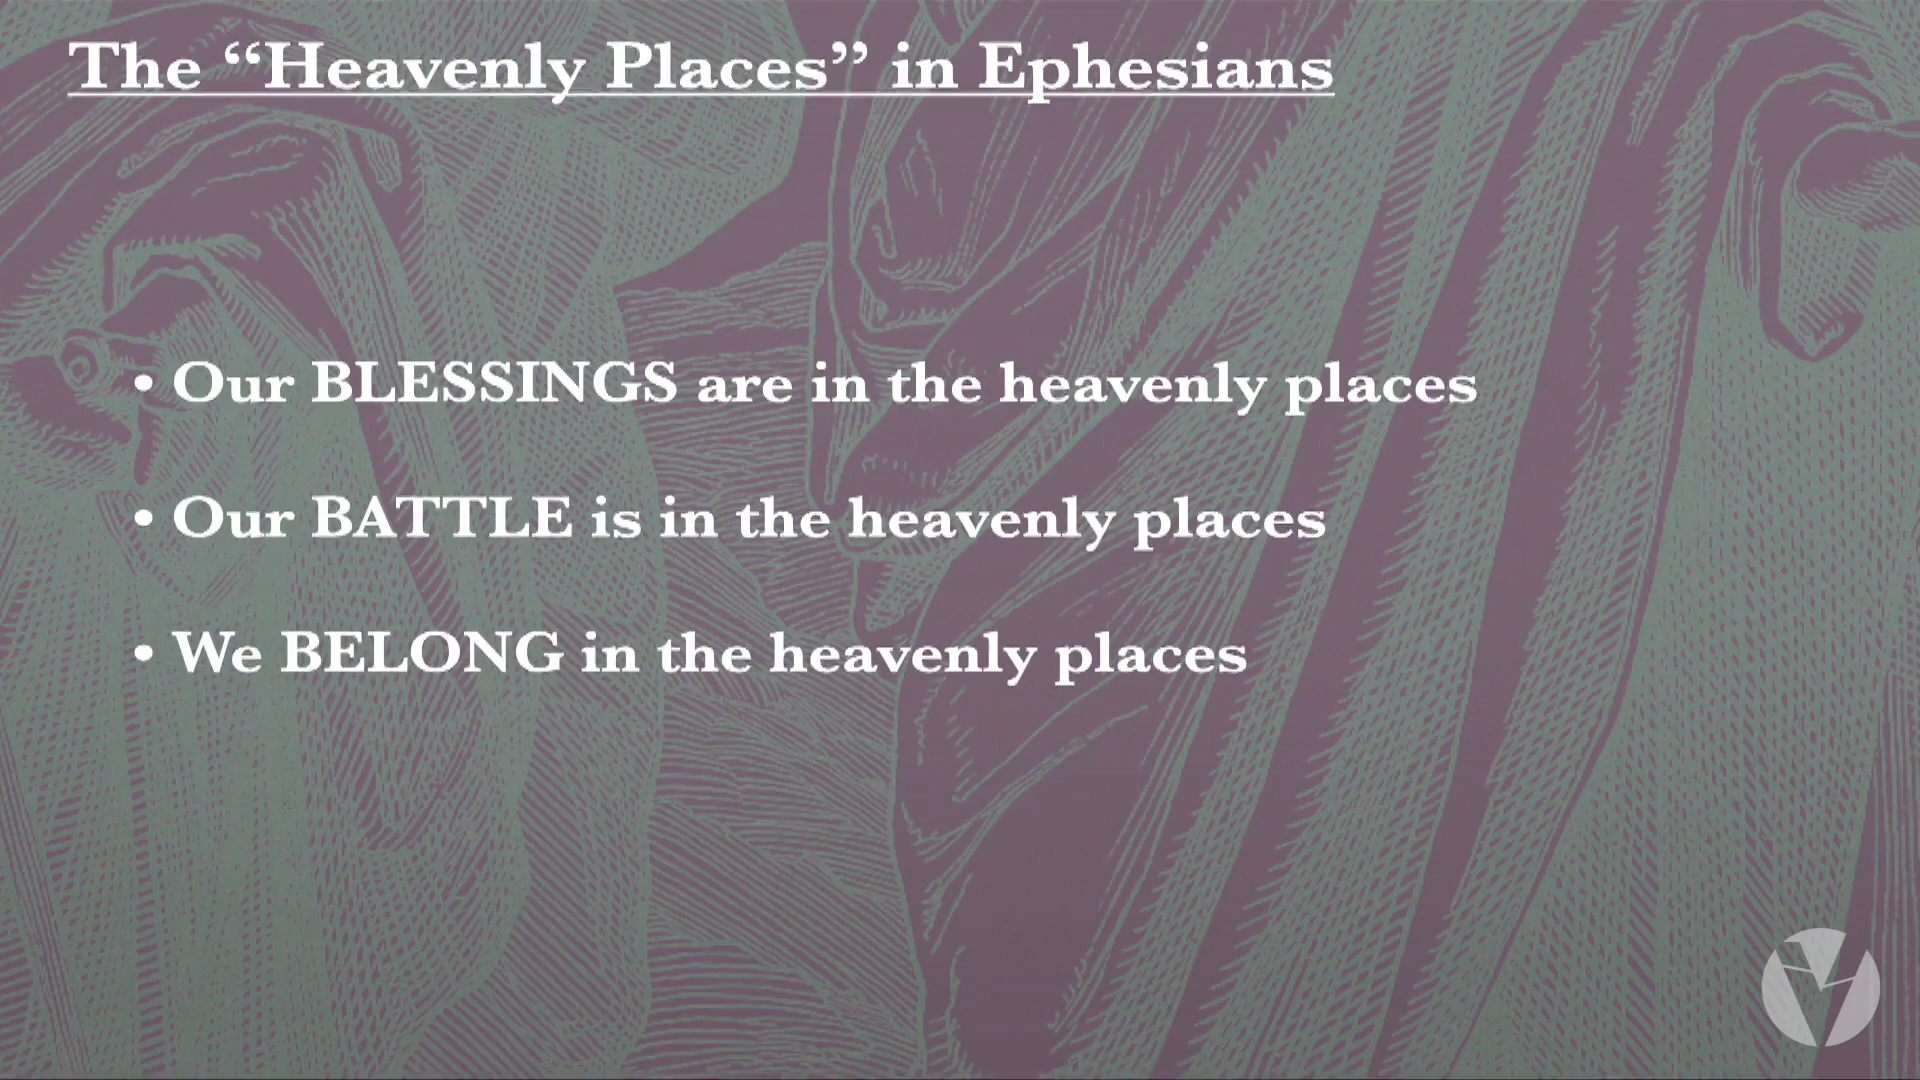 The “Heavenly Places” in Ephesians
• Our BLESSINGS are in the heavenly places
• Our BATTLE is in the heavenly places
• We BELONG in the heavenly places